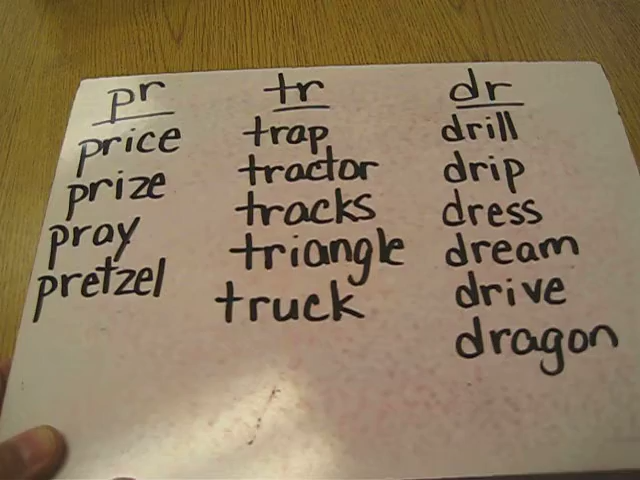 pr tr dr
price trap drill
prize tractor drip
pray tracks dress
pretzel triangle dream
truck drive
dragon